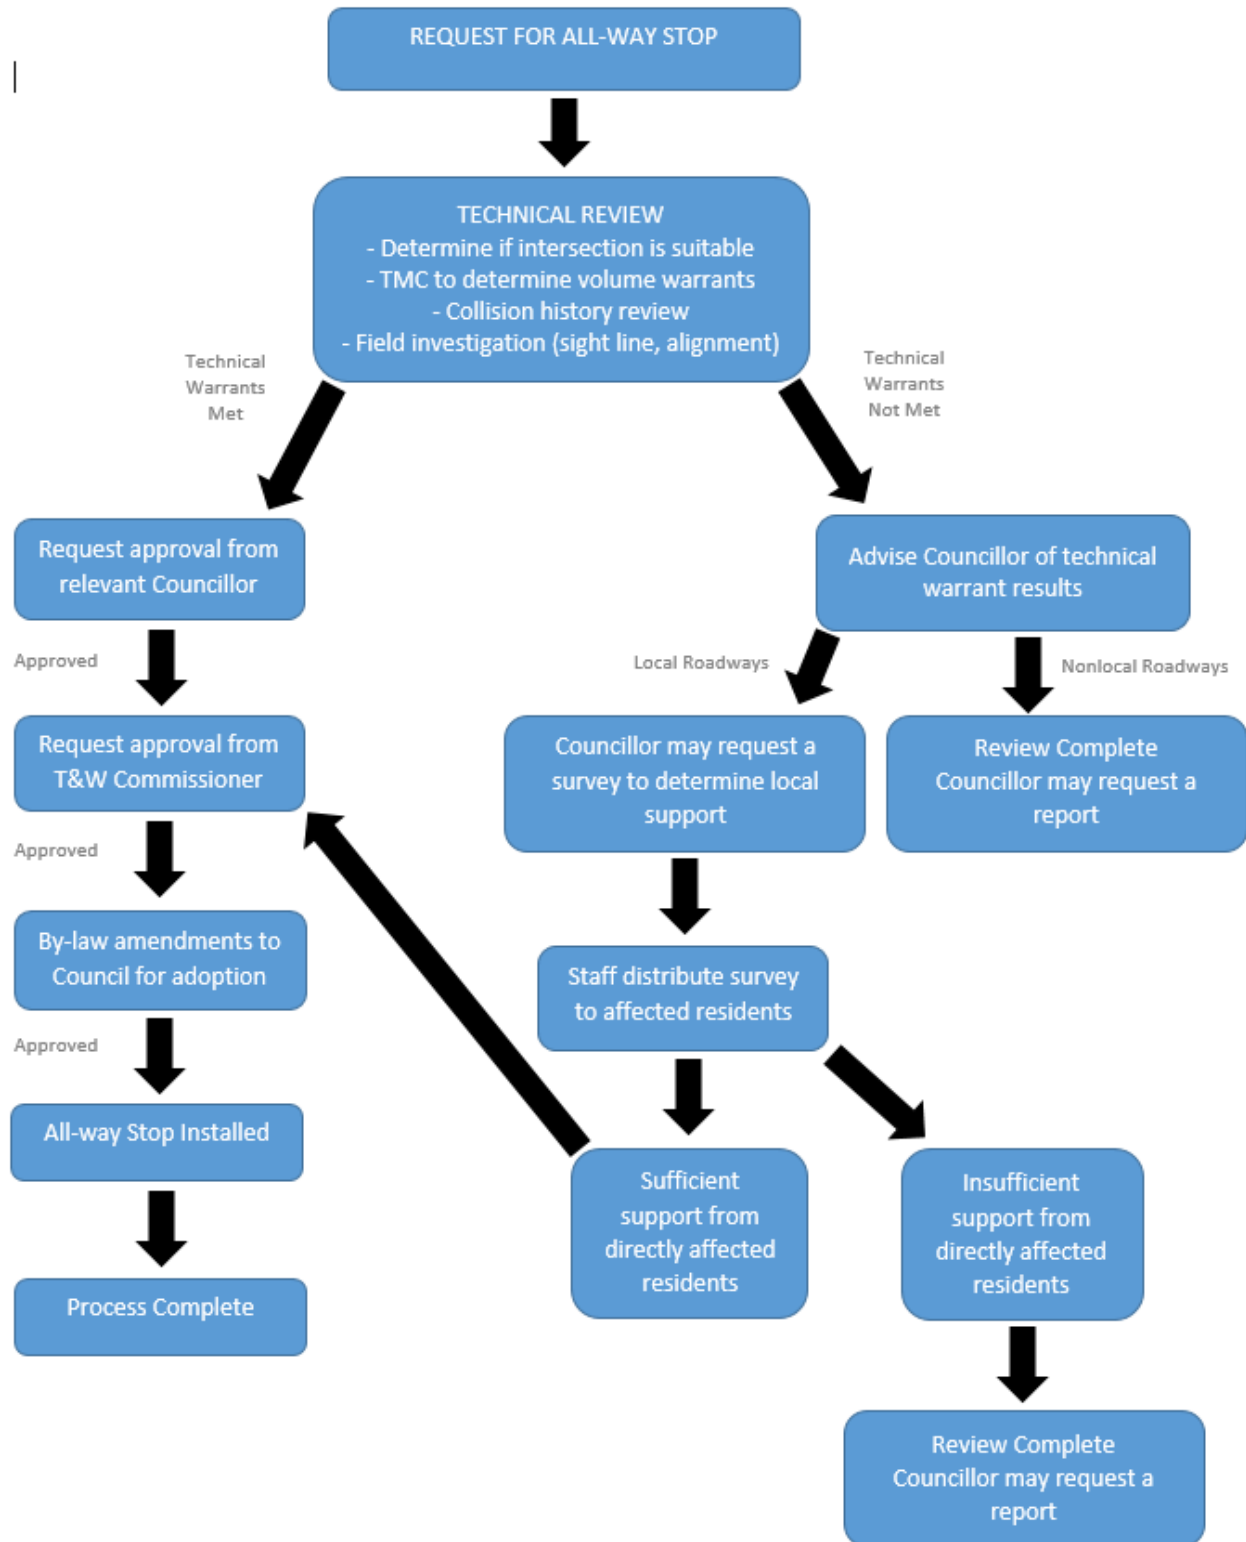 REQUEST FOR ALL-WAY STOP
TECHNICAL REVIEW
- Determine if intersection is suitable
- TMC to determine volume warrants
- Collision history review
- Field investigation (sight line, alignment)
Technical
Warrants
Met
Technical
Warrants
Not Met
Request approval from
relevant Councillor
Advise Councillor of technical
warrant results
Approved
Local Roadways
Nonlocal Roadways
Request approval from
T&W Commissioner
Councillor may request a
survey to determine local
support
Review Complete
Councillor may request a
report
Approved
By-law amendments to
Council for adoption
Staff distribute survey
to affected residents
Approved
All-way Stop Installed
Sufficient
support from
directly affected
residents
Insufficient
support from
directly affected
residents
Process Complete
Review Complete
Councillor may request a
report